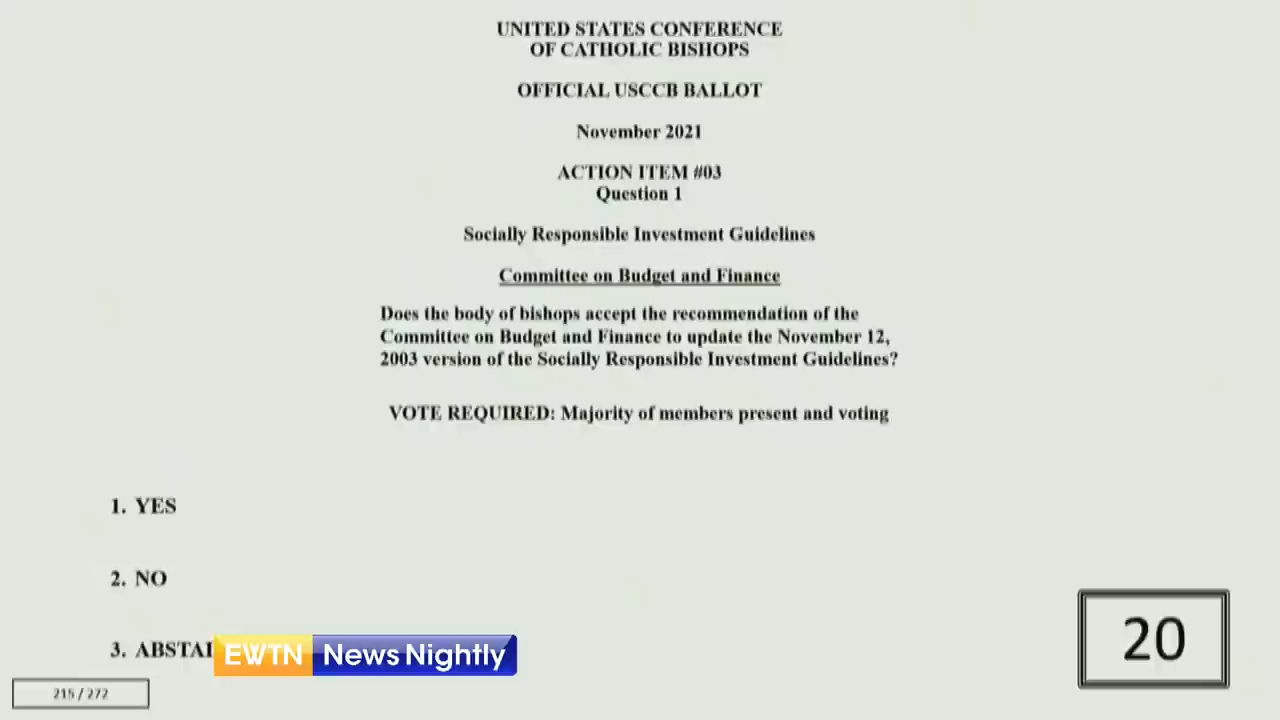 UNITED STATES CONFERENCE
OF CATHOLIC BISHOPS
OFFICIAL USCCB BALLOT
November 2021
ACTION ITEM #03
Question 1
Socially Responsible Investment Guidelines
Committee on Budget and Finance
Does the body of bishops accept the recommendation of the
Committee on Budget and Finance to update the November 12,
2003 version of the Socially Responsible Investment Guidelines?
VOTE REQUIRED: Majority of members present and voting
1. YES
2. NO
3. ABSTAI
EWTN News Nightly
20
215 / 272